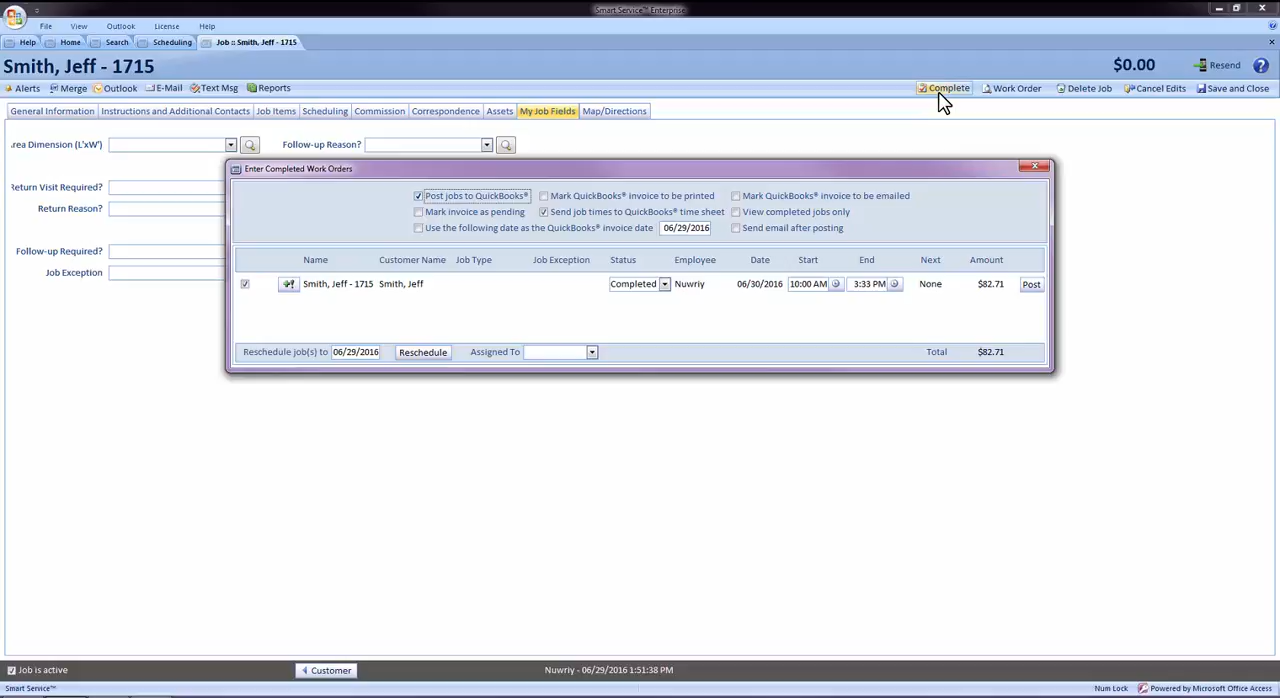 Smart Service™ Enterprise
File View Outlook License Help
Help Home Search Scheduling Job :: Smith, Jeff - 1715
Smith, Jeff - 1715 $0.00 Resend
Alerts Merge Outlook E-Mail Text Msg Reports Complete Work Order Delete Job Cancel Edits Save and Close
General Information Instructions and Additional Contacts Job Items Scheduling Commission Correspondence Assets My Job Fields Map/Directions
rea Dimension (L'xW') Follow-up Reason?
Enter Completed Work Orders
Return Visit Required?
Return Reason?
Follow-up Required?
Job Exception
Post jobs to QuickBooks® Mark QuickBooks® invoice to be printed Mark QuickBooks® invoice to be emailed
Mark invoice as pending Send job times to QuickBooks® time sheet View completed jobs only
Use the following date as the QuickBooks® invoice date 06/29/2016 Send email after posting
Name Customer Name Job Type Job Exception Status Employee Date Start End Next Amount
Smith, Jeff - 1715 Smith, Jeff Completed Nuwriy 06/30/2016 10:00 AM 3:33 PM None $82.71 Post
Reschedule job(s) to 06/29/2016 Reschedule Assigned To Total $82.71
Job is active Customer Nuwriy - 06/29/2016 1:51:38 PM
Smart Service™ Num Lock Powered by Microsoft Office Access